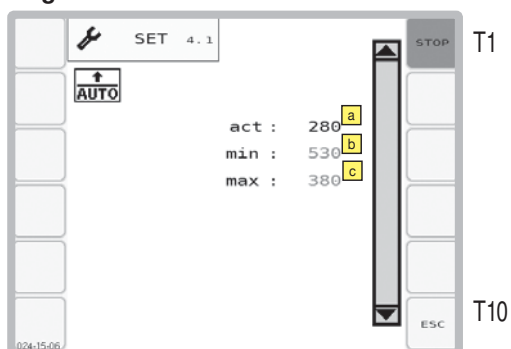 SET 4.1
STOP
T1
AUTO
act : 280 a
min : 530 b
max : 380 c
ESC
T10
024-15-06